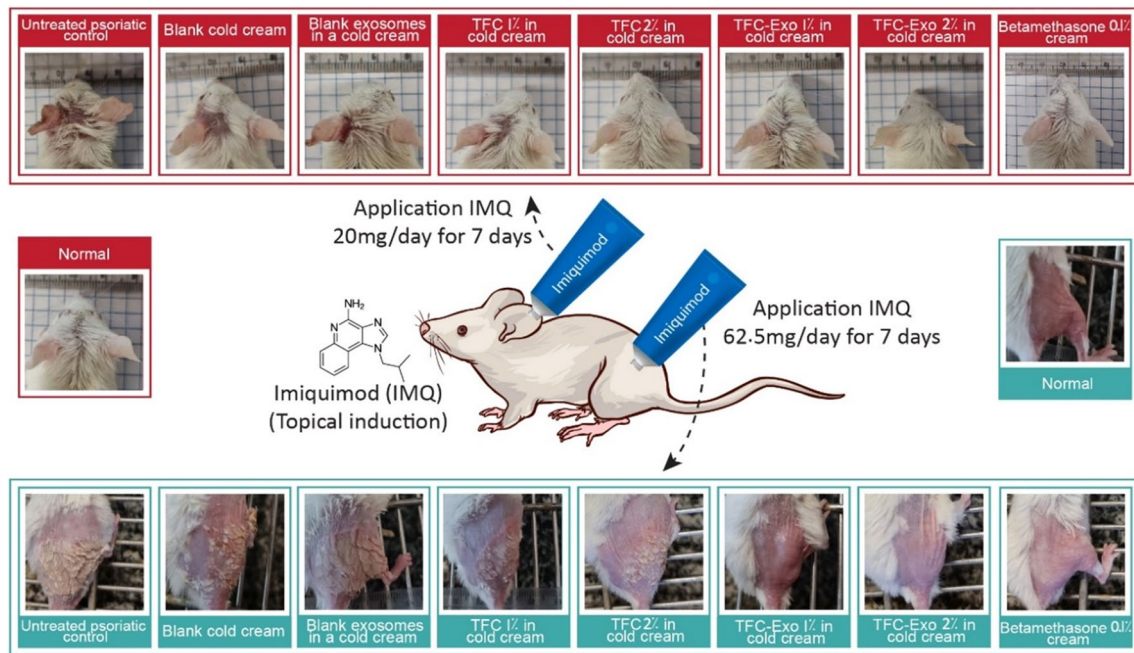 Untreated psoriatic
control
Blank cold cream
Blank exosomes
in a cold cream
TFC 1% in
cold cream
TFC 2% in
cold cream
TFC-Exo 1% in
cold cream
TFC-Exo 2% in
cold cream
Betamethasone 0.1%
cream
Application IMQ
20mg/day for 7 days
Normal
Imiquimod
Imiquimod
Application IMQ
62.5mg/day for 7 days
NH₂
N
N
N
Imiquimod (IMQ)
(Topical induction)
Normal
Untreated psoriatic
control
Blank cold cream
Blank exosomes
in a cold cream
TFC 1% in
cold cream
TFC 2% in
cold cream
TFC-Exo 1% in
cold cream
TFC-Exo 2% in
cold cream
Betamethasone 0.1%
cream